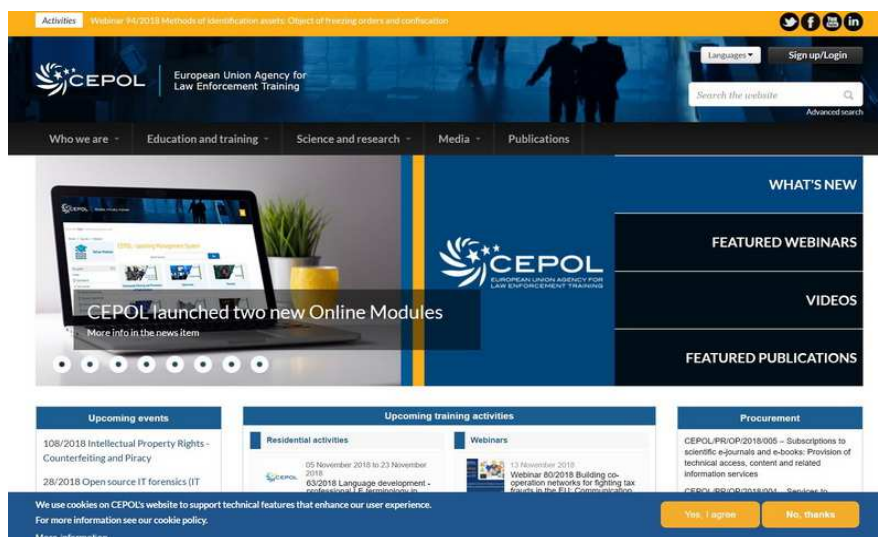 Activities Webinar 94/2018 Methods of identification assets: Object of freezing orders and confiscation
CEPOL
European Union Agency for
Law Enforcement Training
Languages
Sign up/Login
Search the website
Advanced search
Who we are
Education and training
Science and research
Media
Publications
CEPOL launched two new Online Modules
More info in the news item
CEPOL
EUROPEAN UNION AGENCY FOR
LAW ENFORCEMENT TRAINING
WHAT'S NEW
FEATURED WEBINARS
VIDEOS
FEATURED PUBLICATIONS
Upcoming events
108/2018 Intellectual Property Rights -
Counterfeiting and Piracy
28/2018 Open source IT forensics (IT
Upcoming training activities
Residential activities
CEPOL
05 November 2018 to 23 November
2018
63/2018 Language development -
professional LE terminology in
Webinars
13 November 2018
Webinar 80/2018 Building co-
operation networks for fighting tax
frauds in the EU: Communication
Procurement
CEPOL/PR/OP/2018/005 – Subscriptions to
scientific e-journals and e-books: Provision of
technical access, content and related
information services
CEPOL/PR/OP/2018/004 – Services to
We use cookies on CEPOL's website to support technical features that enhance our user experience.
For more information see our cookie policy.
More information
Yes, I agree
No, thanks